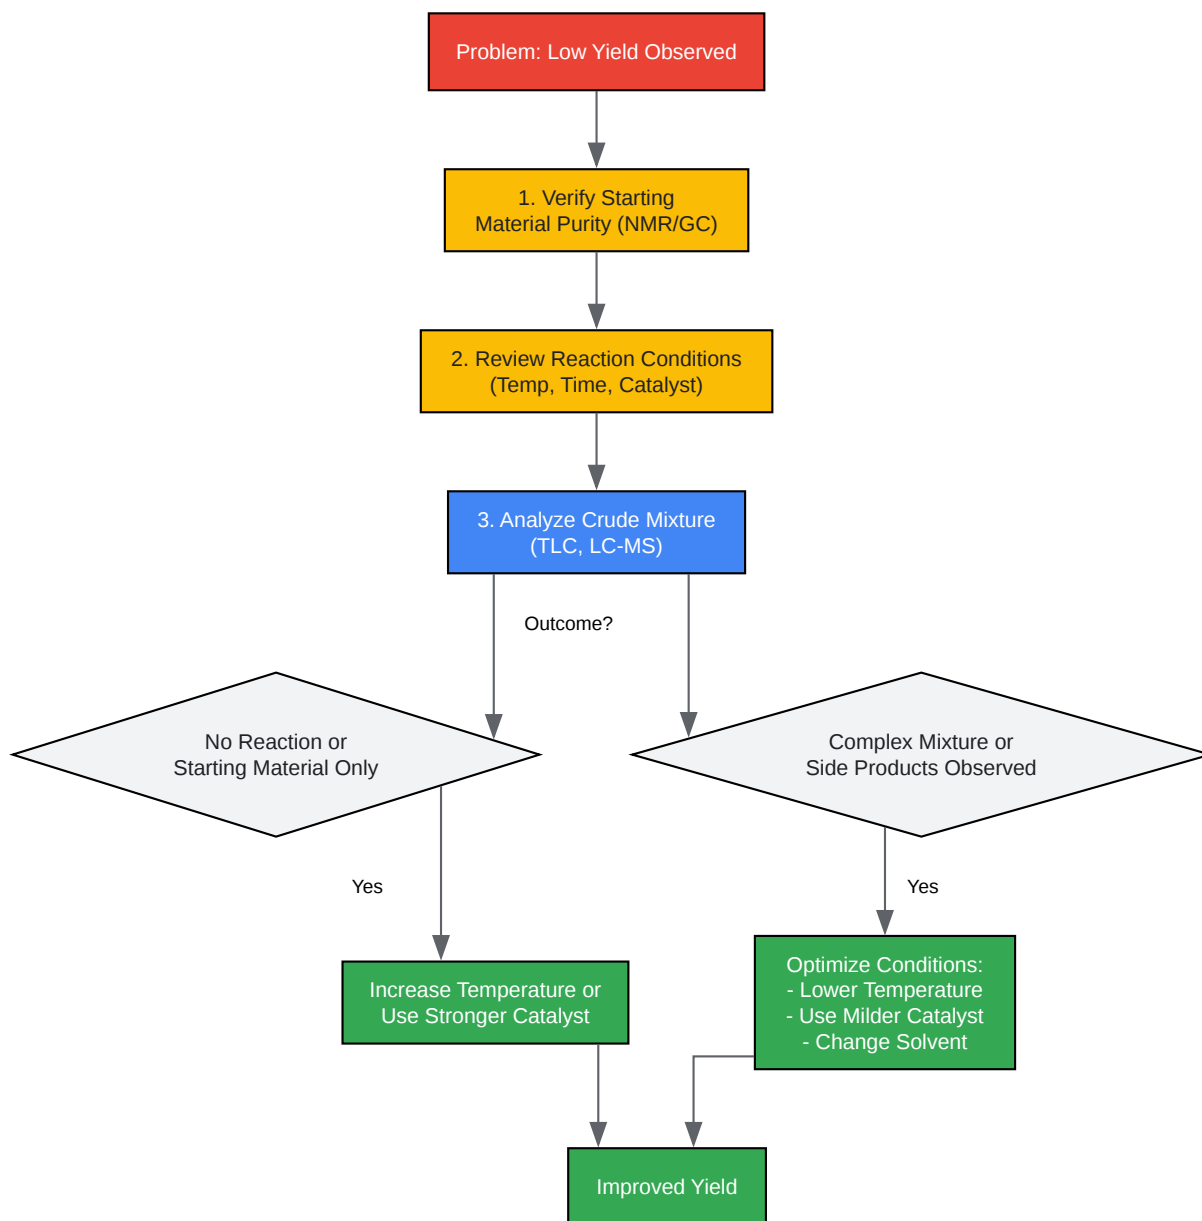 Problem: Low Yield Observed
1. Verify Starting
Material Purity (NMR/GC)
2. Review Reaction Conditions
(Temp, Time, Catalyst)
3. Analyze Crude Mixture
(TLC, LC-MS)
Outcome?
No Reaction or
Starting Material Only
Complex Mixture or
Side Products Observed
Yes
Yes
Increase Temperature or
Use Stronger Catalyst
Optimize Conditions:
- Lower Temperature
- Use Milder Catalyst
- Change Solvent
Improved Yield